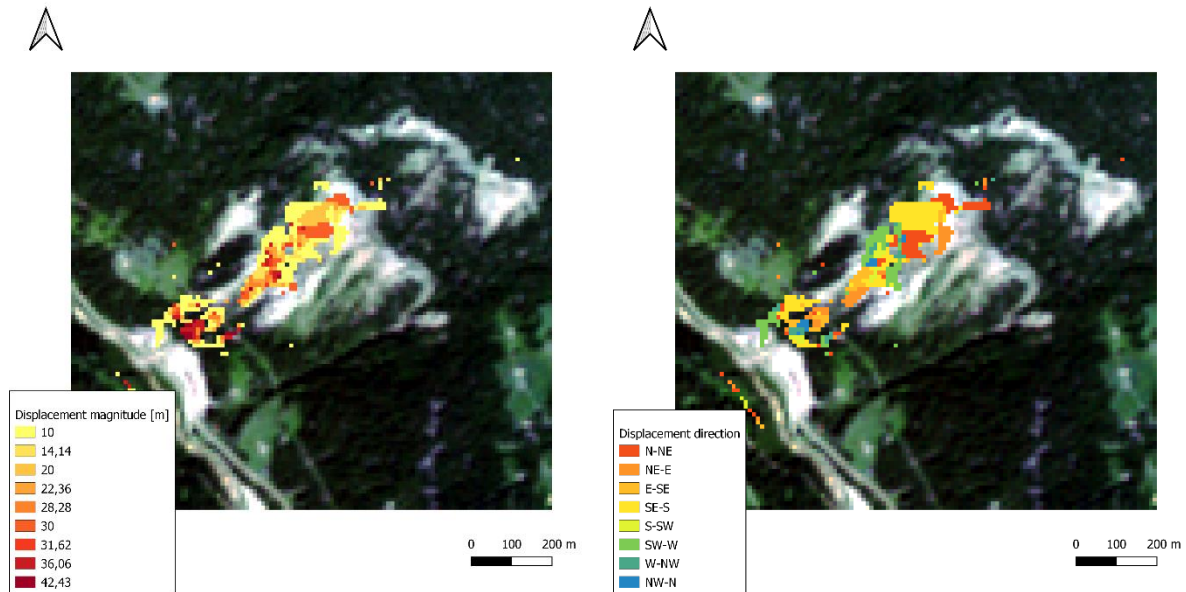 Displacement magnitude [m]
10
14,14
20
22,36
28,28
30
31,62
36,06
42,43
0 100 200 m
Displacement direction
N-NE
NE-E
E-SE
SE-S
S-SW
SW-W
W-NW
NW-N
0 100 200 m